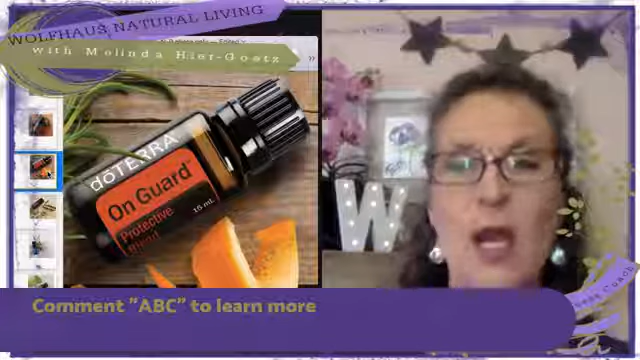 WOLFHAUS NATURAL LIVING
with Melinda Hier-Goetz
»
dōTERRA
On Guard
Protective
Blend
15 mL
W
Comment "ABC" to learn more
Coach